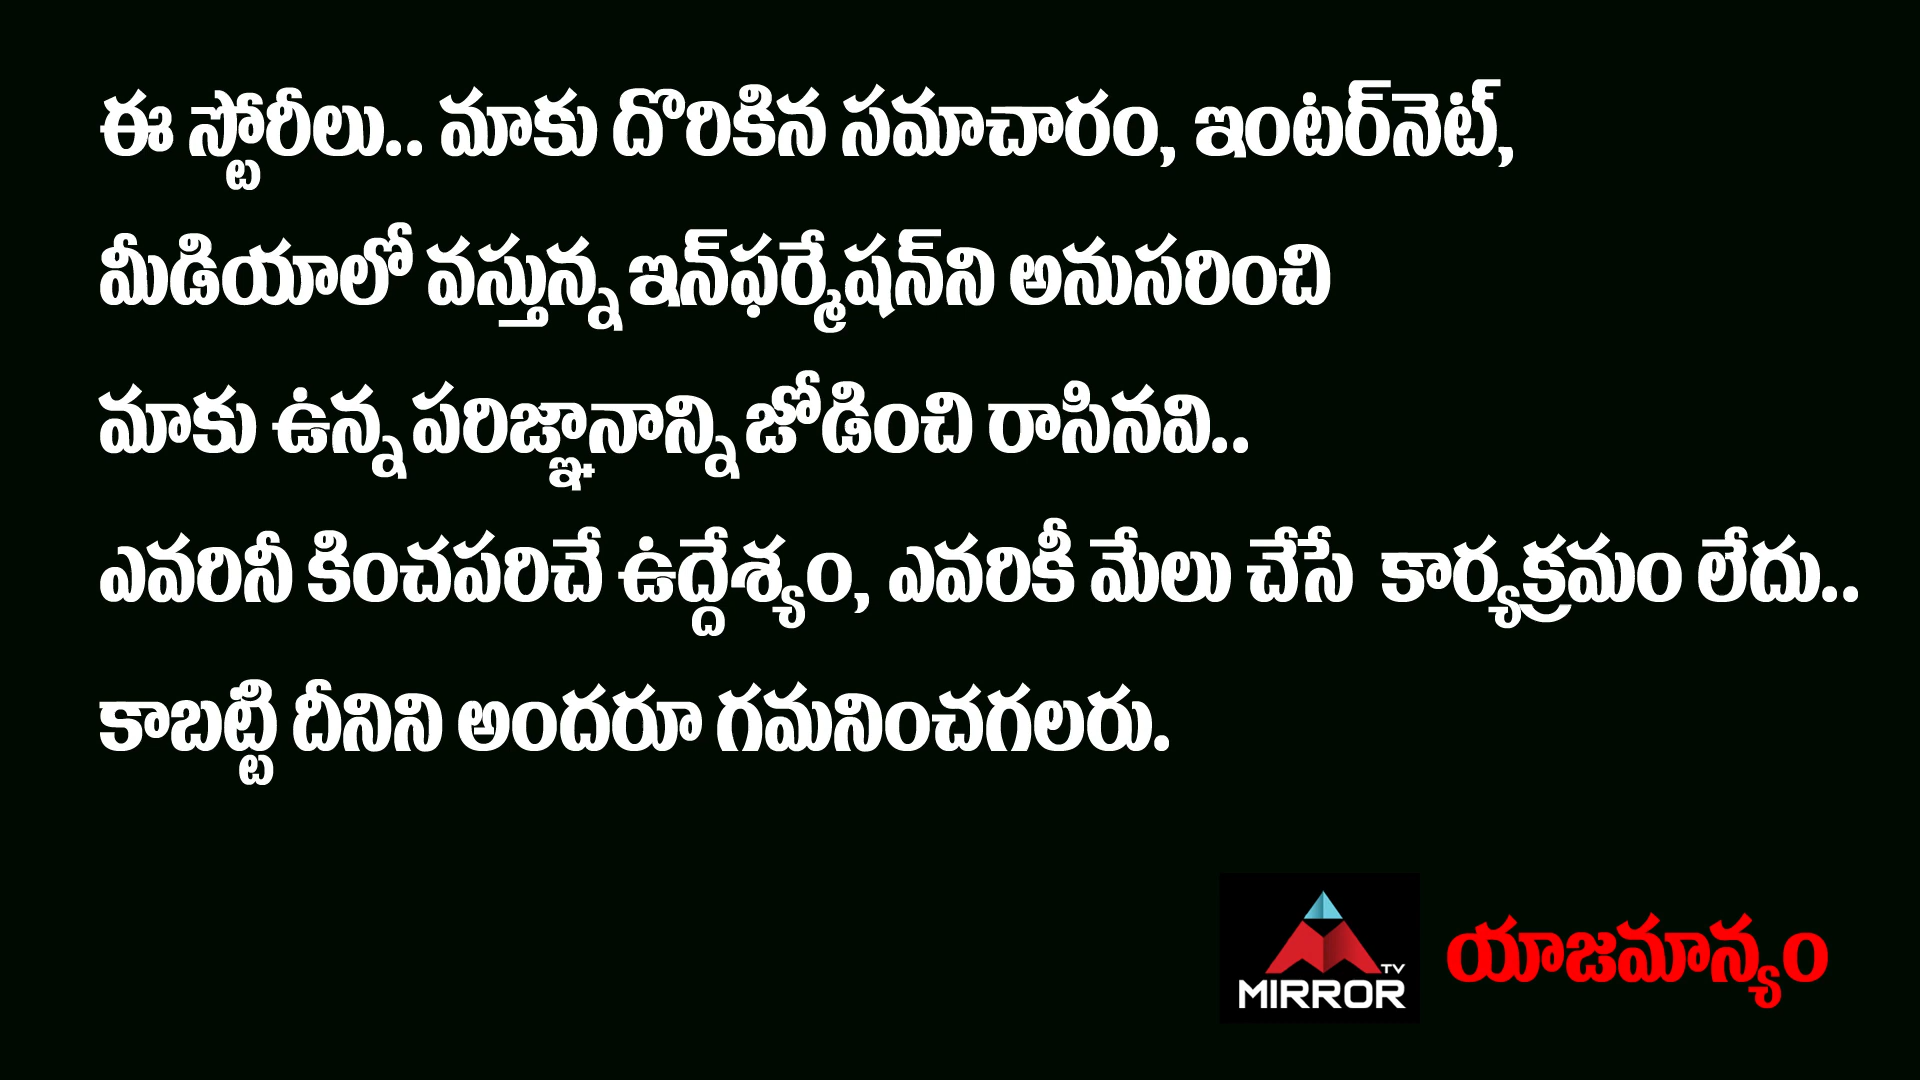 ఈ స్టోరీలు.. మాకు దొరికిన సమాచారం, ఇంటర్‌నెట్,
మీడియాలో వస్తున్న ఇన్‌ఫర్మేషన్‌ని అనుసరించి
మాకు ఉన్న పరిజ్ఞానాన్ని జోడించి రాసినవి..
ఎవరినీ కించపరిచే ఉద్దేశ్యం, ఎవరికీ మేలు చేసే కార్యక్రమం లేదు..
కాబట్టి దీనిని అందరూ గమనించగలరు.
TV
MIRROR
యాజమాన్యం